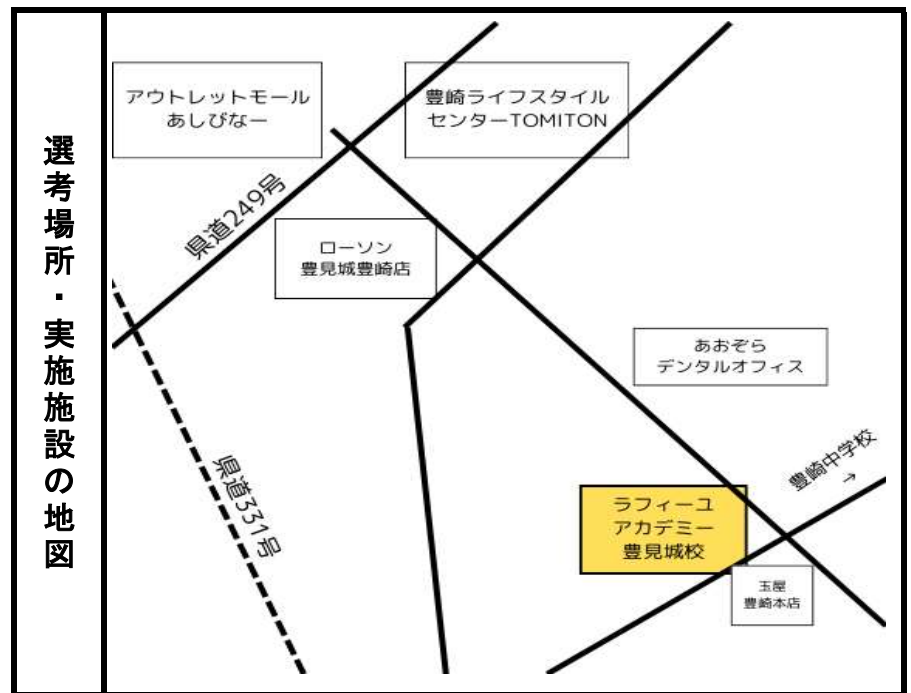 選考場所・実施施設の地図
アウトレットモール
あしびなー
豊崎ライフスタイル
センターTOMITON
県道249号
ローソン
豊見城豊崎店
あおぞら
デンタルオフィス
豊崎中学校
→
県道331号
ラフィーユ
アカデミー
豊見城校
玉屋
豊崎本店